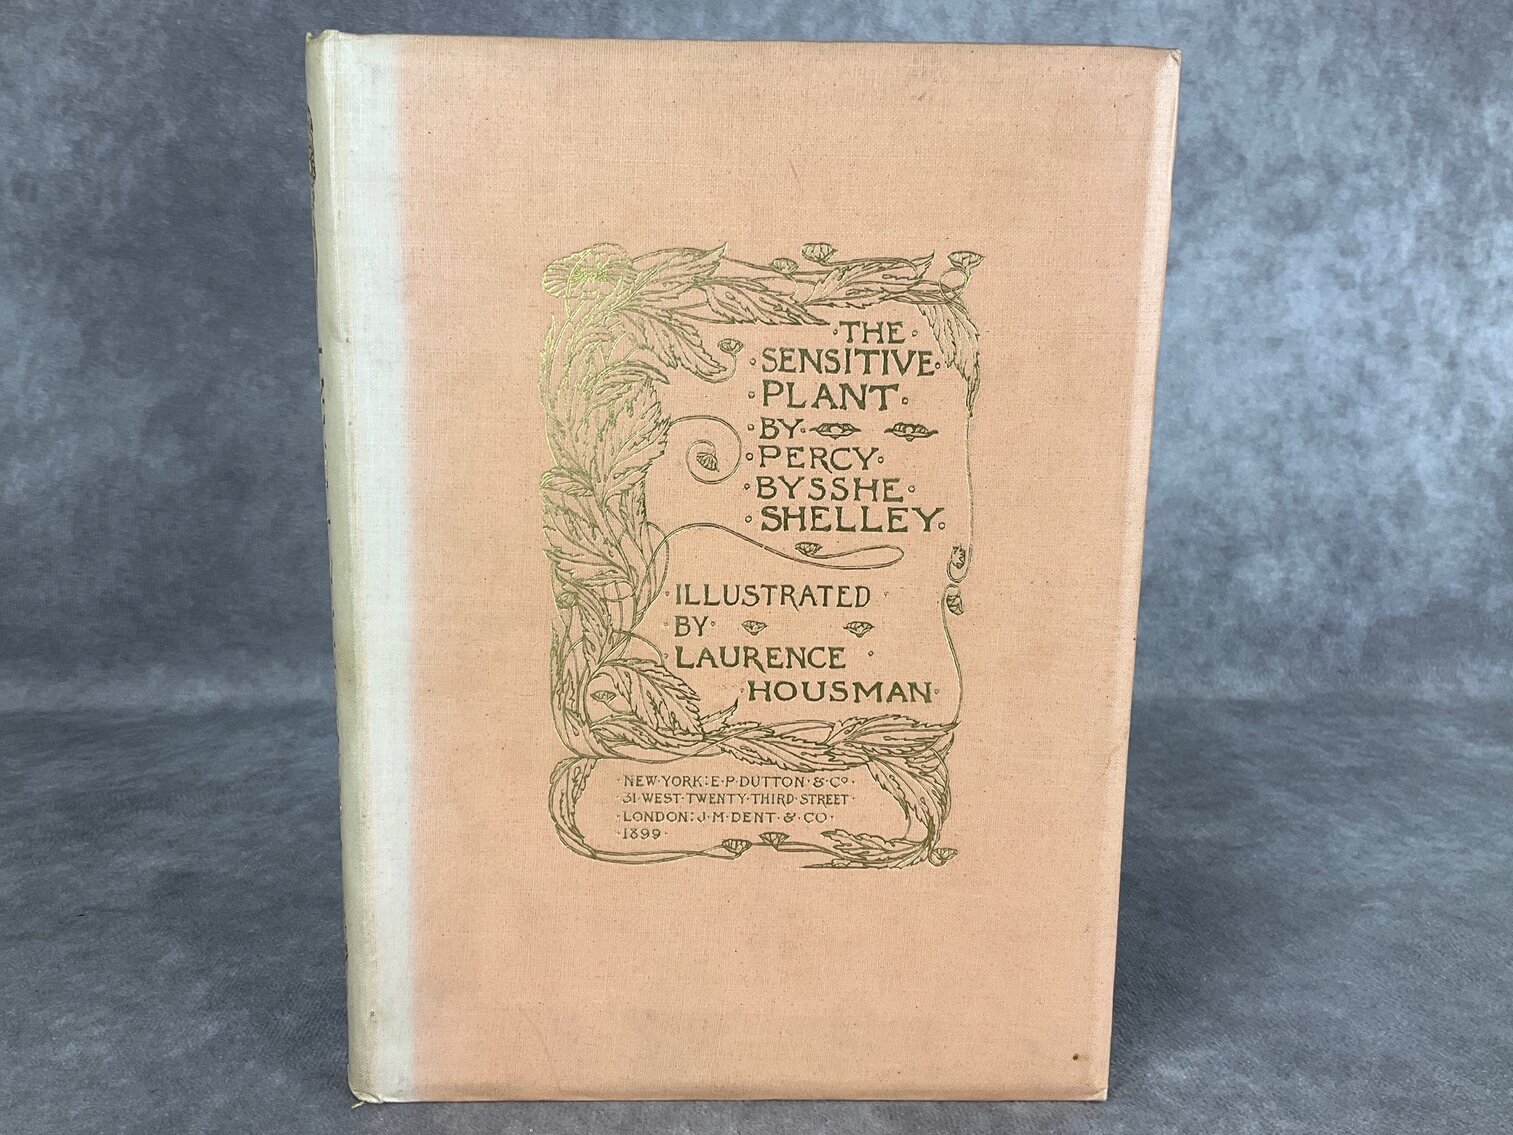 ·THE·
·SENSITIVE·
·PLANT·
·BY·
·PERCY·
·BYSSHE·
·SHELLEY·
·ILLUSTRATED·
·BY·
·LAURENCE·
·HOUSMAN·
·NEW·YORK:E·P·DUTTON·&·Co·
·31·WEST·TWENTY·THIRD·STREET·
·LONDON:J·M·DENT·&·CO·
·1899·